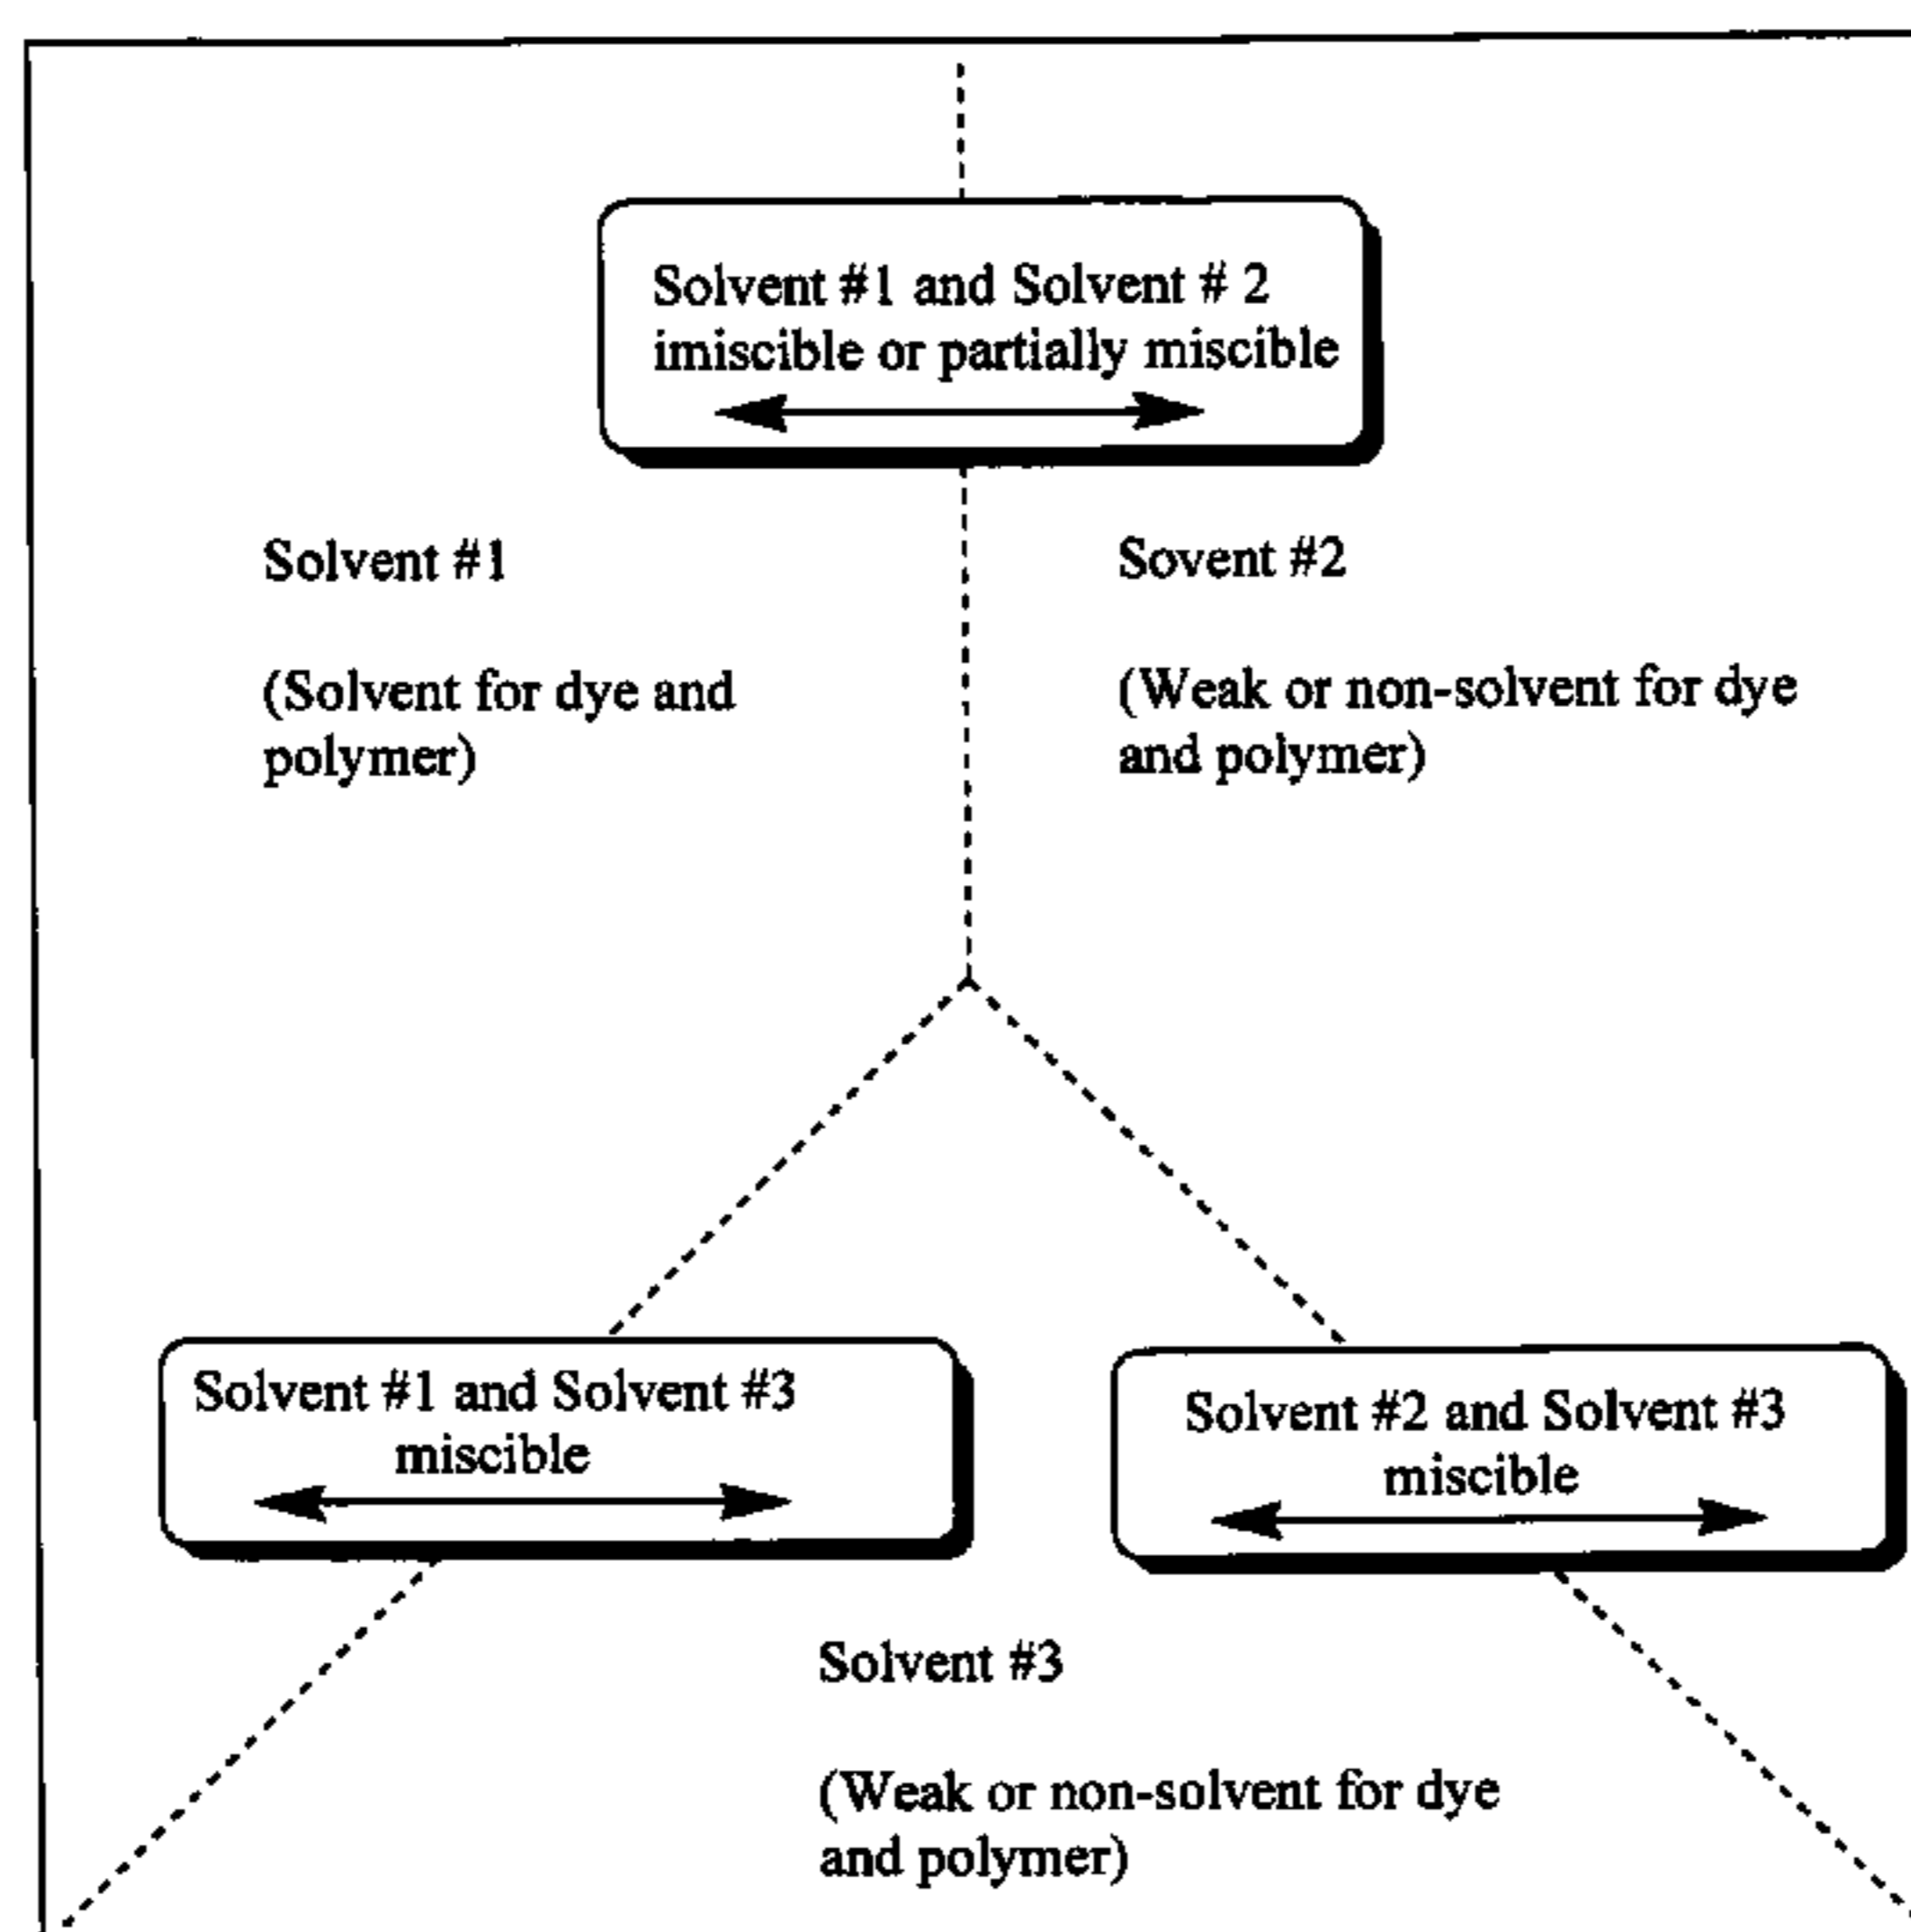 Solvent #1 and Solvent # 2
imiscible or partially miscible
Solvent #1
(Solvent for dye and
polymer)
Sovent #2
(Weak or non-solvent for dye
and polymer)
Solvent #1 and Solvent #3
miscible
Solvent #2 and Solvent #3
miscible
Solvent #3
(Weak or non-solvent for dye
and polymer)